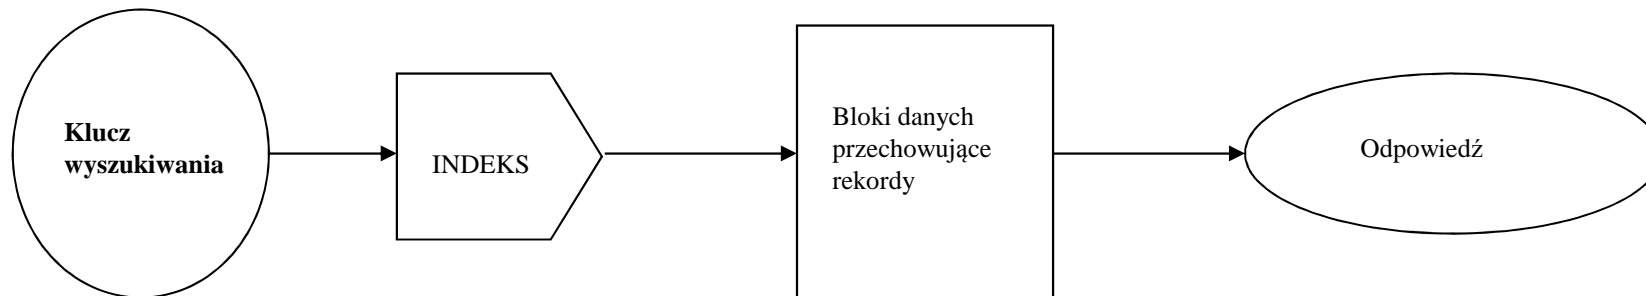 Klucz
wyszukiwania
INDEKS
Bloki danych
przechowujące
rekordy
Odpowiedź